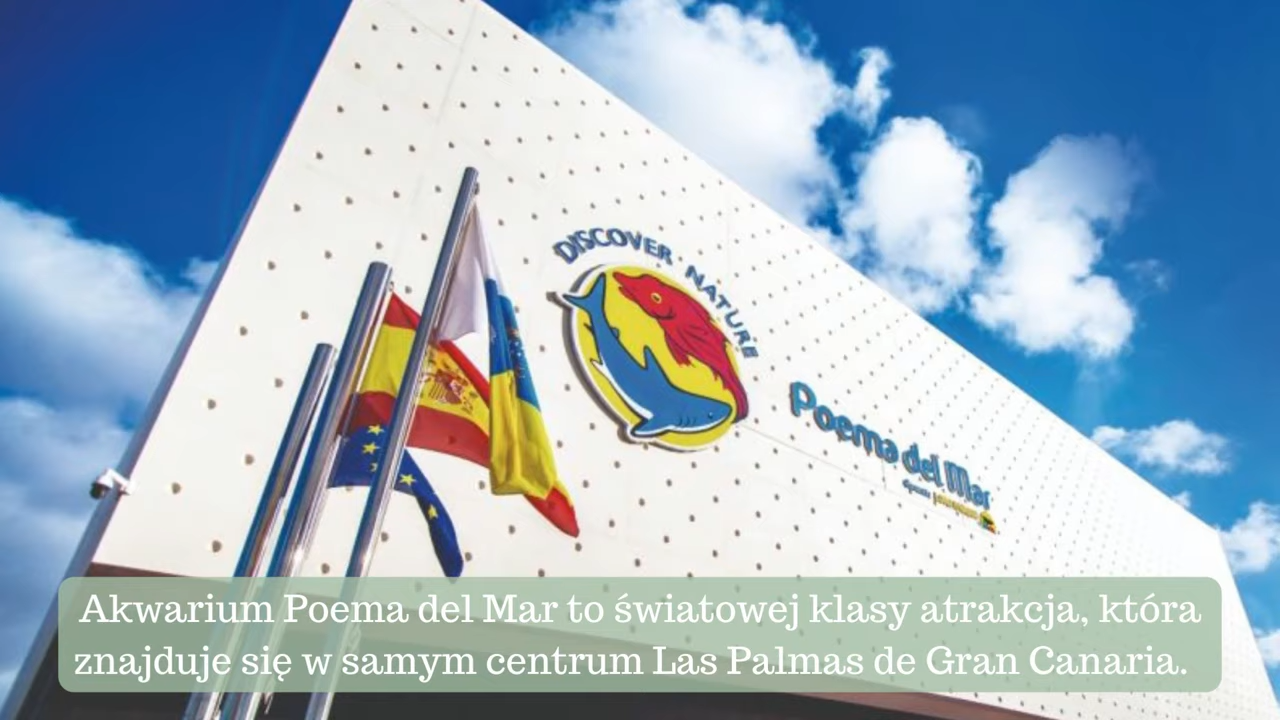 DISCOVER NATURE
Poema del Mar
Akwarium Poema del Mar to światowej klasy atrakcja, która
znajduje się w samym centrum Las Palmas de Gran Canaria.